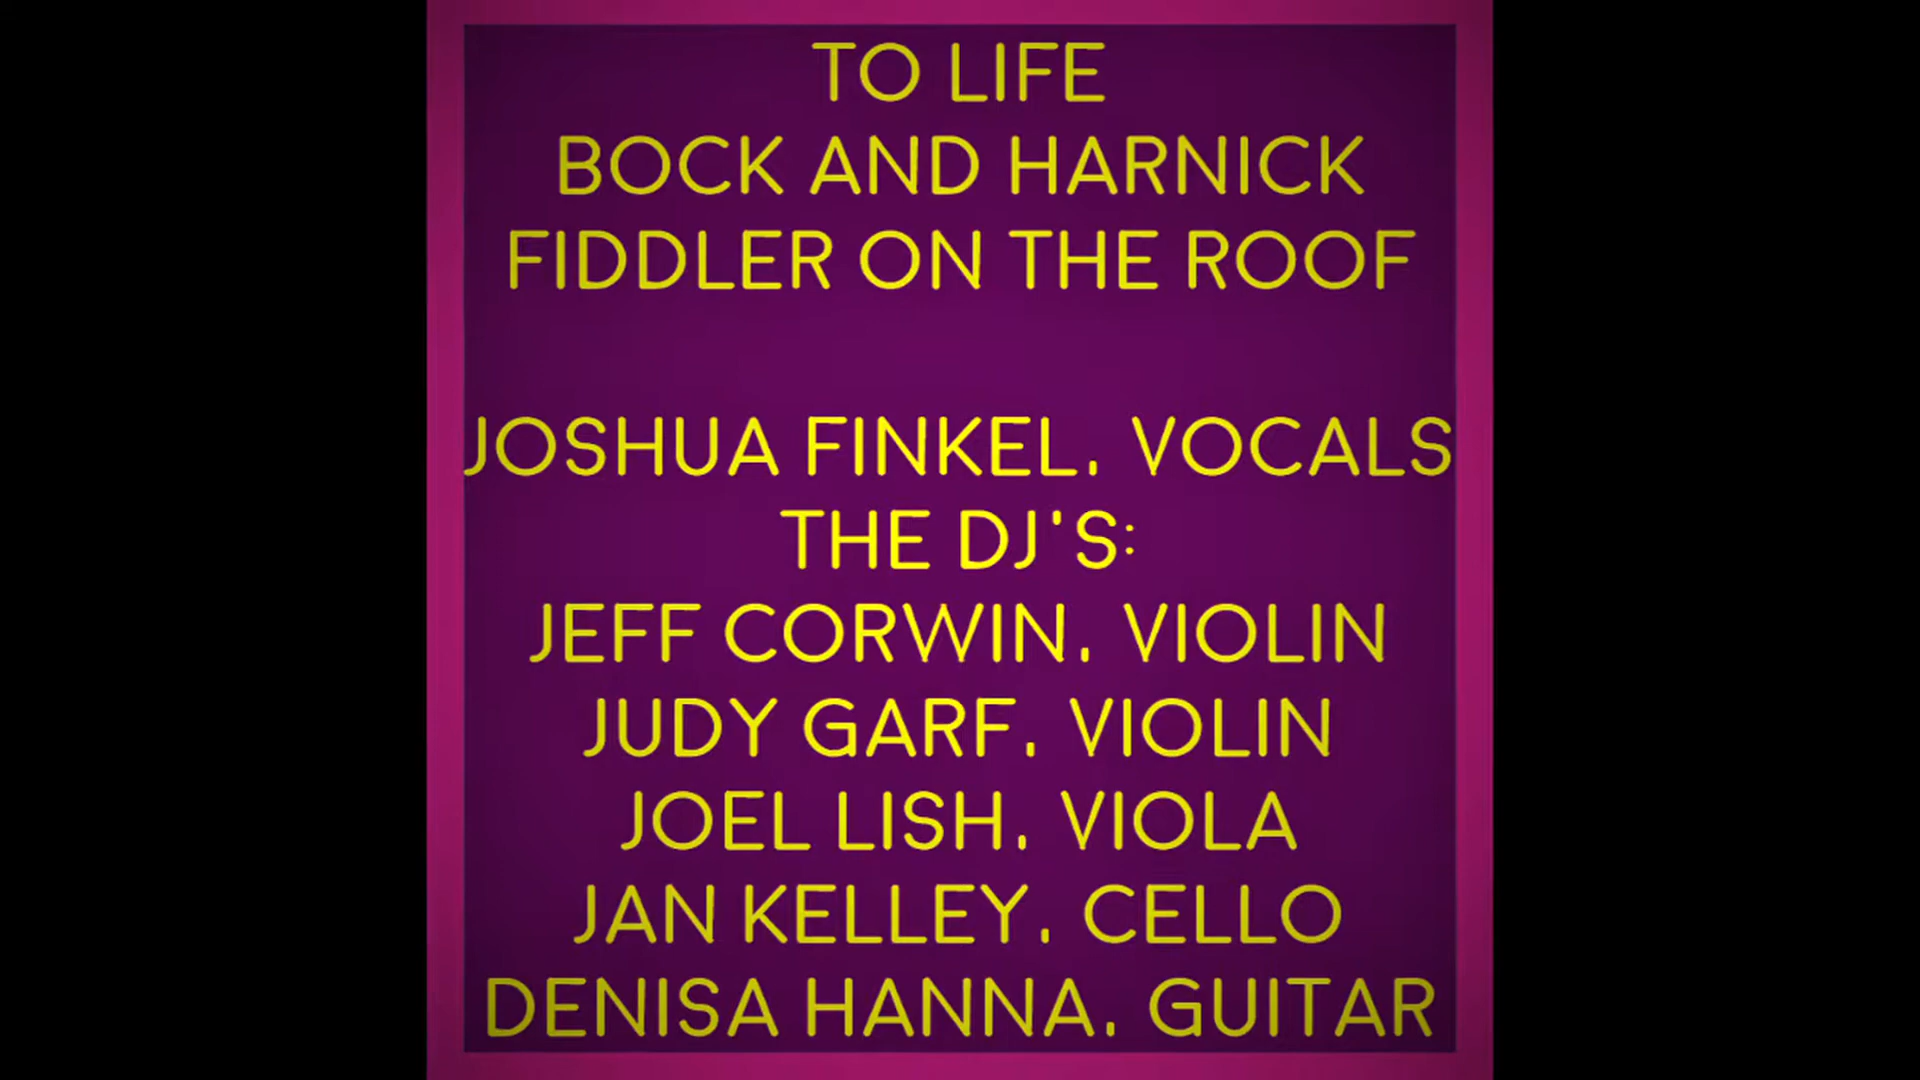 TO LIFE
BOCK AND HARNICK
FIDDLER ON THE ROOF
JOSHUA FINKEL, VOCALS
THE DJ'S:
JEFF CORWIN, VIOLIN
JUDY GARF, VIOLIN
JOEL LISH, VIOLA
JAN KELLEY, CELLO
DENISA HANNA, GUITAR